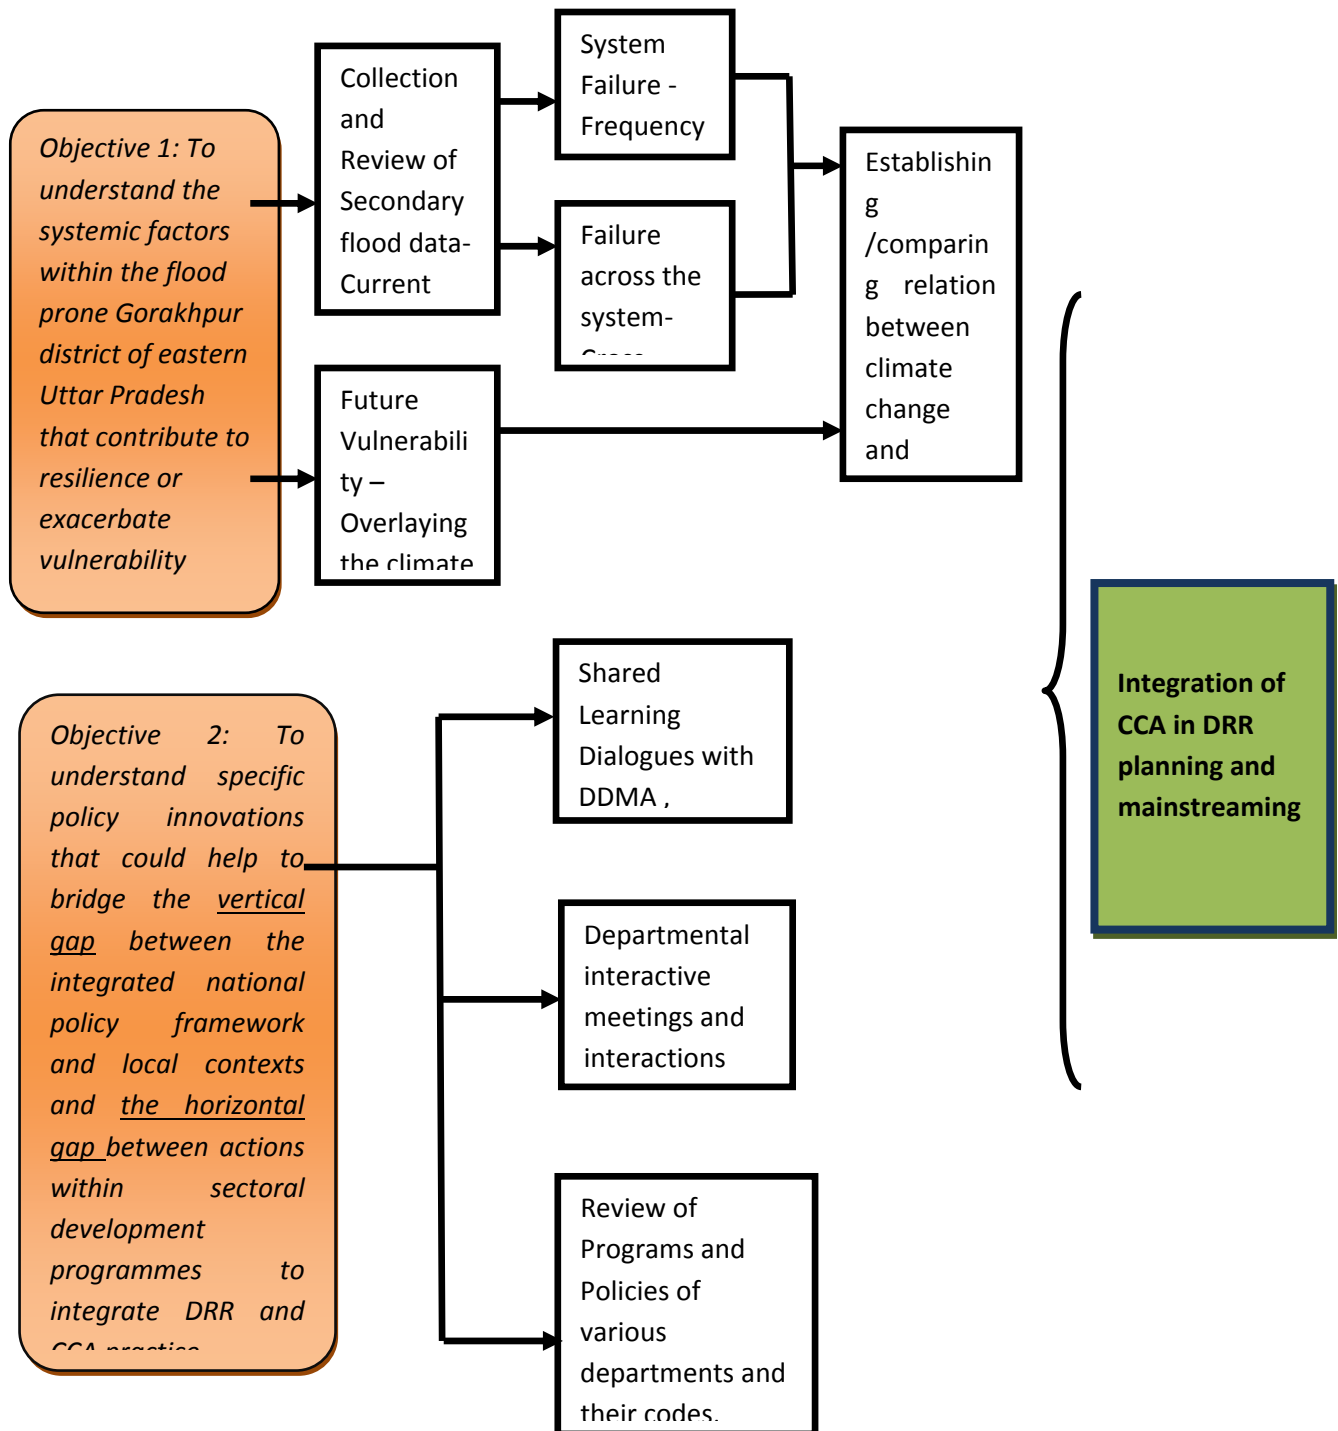 Objective 1: To
understand the
systemic factors
within the flood
prone Gorakhpur
district of eastern
Uttar Pradesh
that contribute to
resilience or
exacerbate
vulnerability
Collection
and
Review of
Secondary
flood data-
Current
Future
Vulnerabili
ty –
Overlaying
the climate
System
Failure -
Frequency
Failure
across the
system-
Establishin
g
/comparin
g relation
between
climate
change
and
Objective 2: To
understand specific
policy innovations
that could help to
bridge the vertical
gap between the
integrated national
policy framework
and local contexts
and the horizontal
gap between actions
within sectoral
development
programmes to
integrate DRR and
CCA practice
Shared
Learning
Dialogues with
DDMA ,
Departmental
interactive
meetings and
interactions
Review of
Programs and
Policies of
various
departments and
their codes.
Integration of
CCA in DRR
planning and
mainstreaming